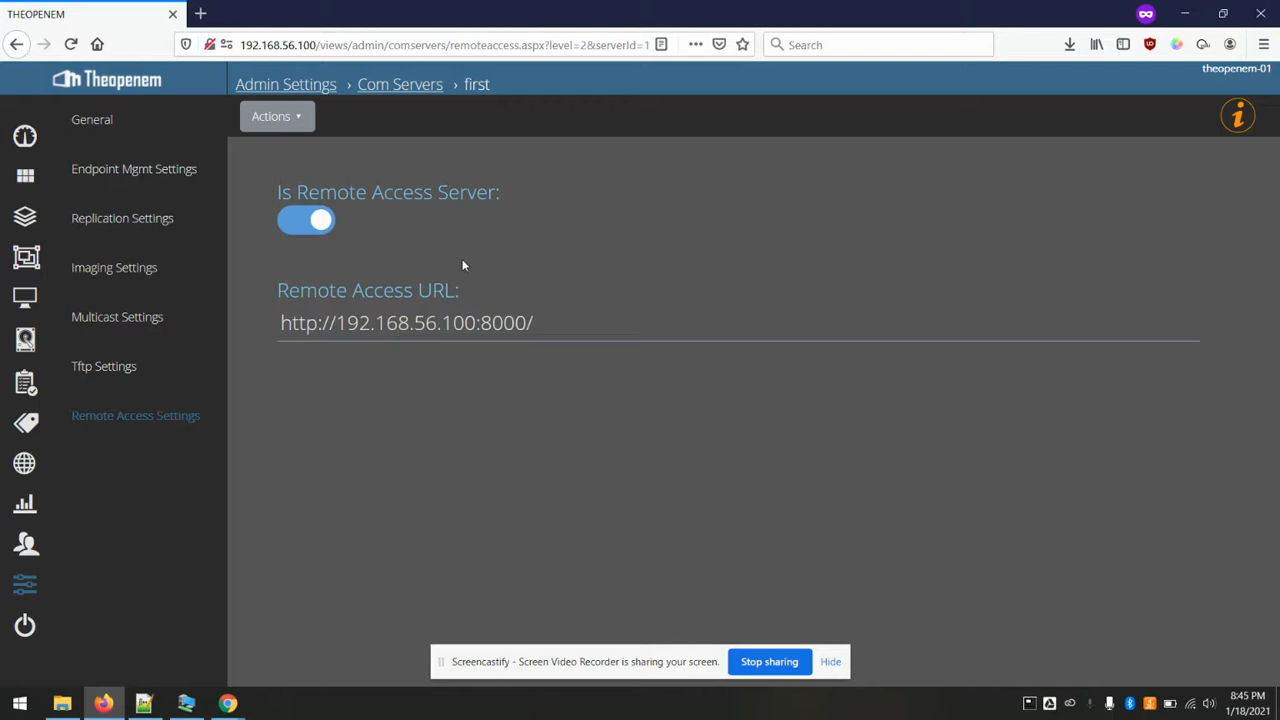 THEOPENEM
192.168.56.100/views/admin/comservers/remoteaccess.aspx?level=2&serverId=1
Search
Theopenem
Admin Settings › Com Servers › first
theopenem-01
Actions
General
Endpoint Mgmt Settings
Replication Settings
Imaging Settings
Multicast Settings
Tftp Settings
Remote Access Settings
Is Remote Access Server:
Remote Access URL:
http://192.168.56.100:8000/
Screencastify - Screen Video Recorder is sharing your screen.
Stop sharing
Hide
8:45 PM
1/18/2021